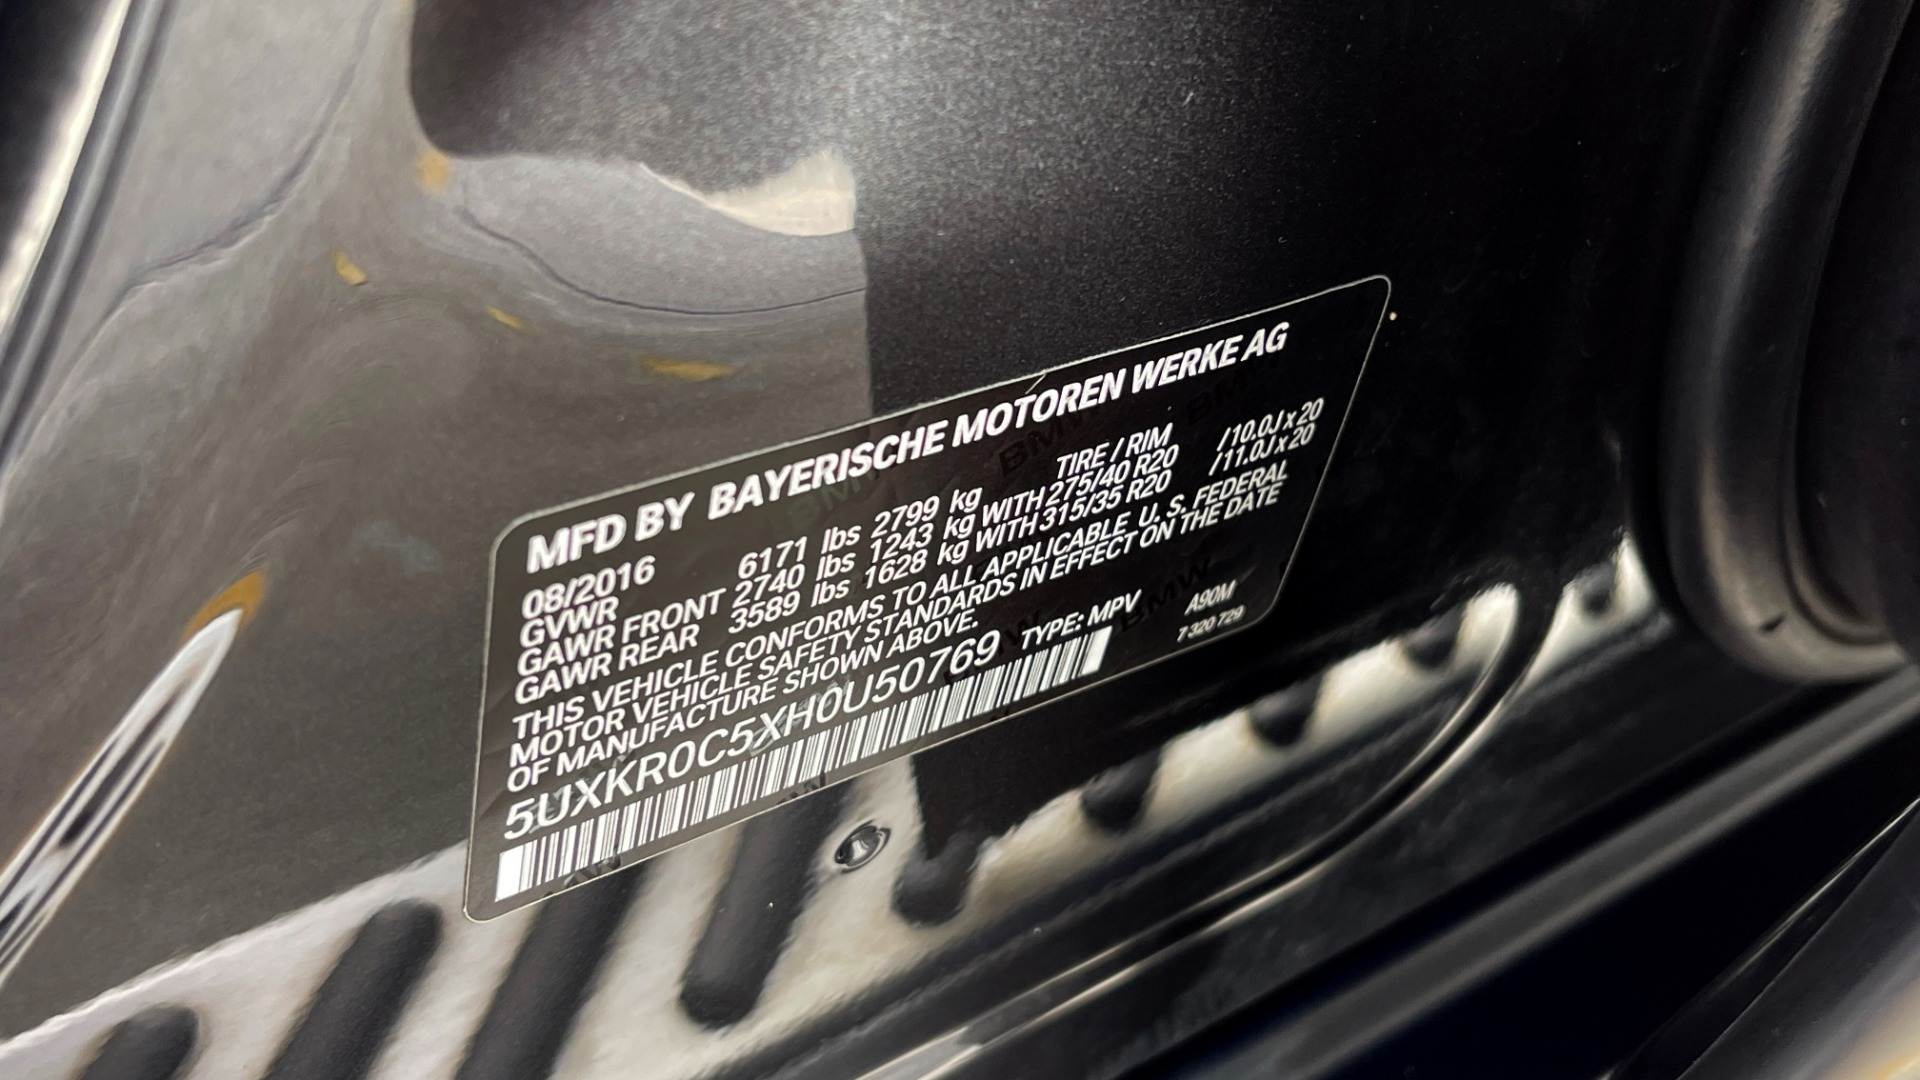 MFD BY BAYERISCHE MOTOREN WERKE AG
08/2016 TIRE / RIM
GVWR 6171 lbs 2799 kg
GAWR FRONT 2740 lbs 1243 kg WITH 275/40 R20 / 10.0J x 20
GAWR REAR 3589 lbs 1628 kg WITH 315/35 R20 / 11.0J x 20
THIS VEHICLE CONFORMS TO ALL APPLICABLE U. S. FEDERAL
MOTOR VEHICLE SAFETY STANDARDS IN EFFECT ON THE DATE
OF MANUFACTURE SHOWN ABOVE.
5UXKR0C5XH0U50769 TYPE: MPV A90M
7 320 729